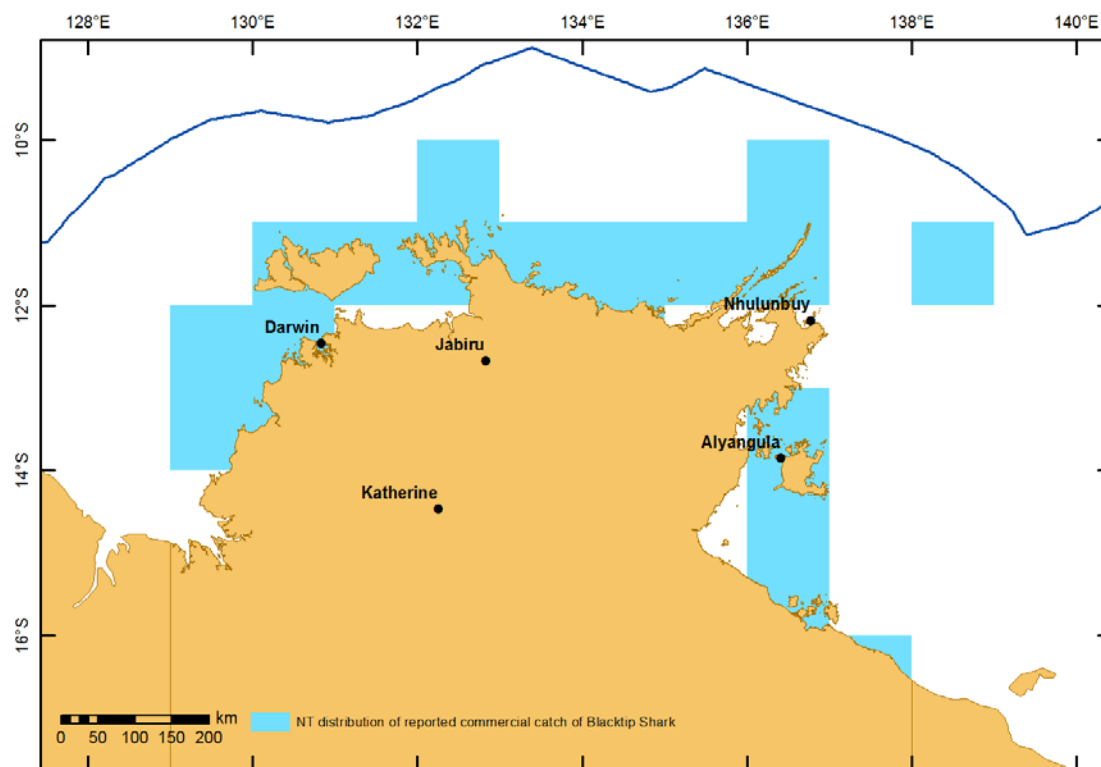 128°E 130°E 132°E 134°E 136°E 138°E 140°E
10°S
12°S
Nhulunbuy
Darwin
Jabiru
Alyangula
14°S
Katherine
16°S
km
0 50 100 150 200
NT distribution of reported commercial catch of Blacktip Shark